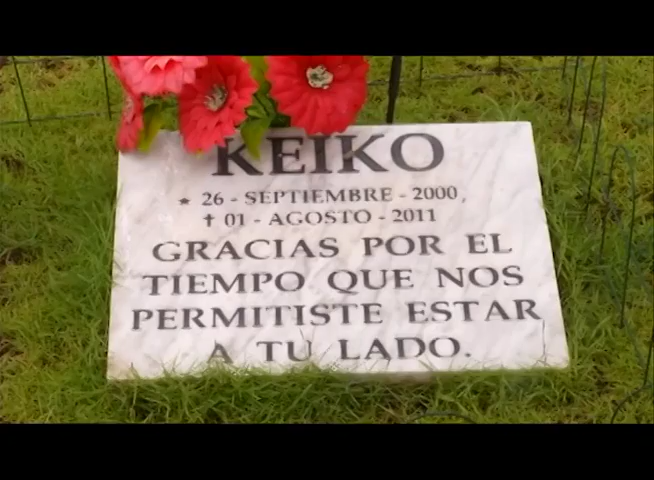 KEIKO
★ 26 - SEPTIEMBRE - 2000,
✝ 01 - AGOSTO - 2011
GRACIAS POR EL
TIEMPO QUE NOS
PERMITISTE ESTAR
A TU LADO.